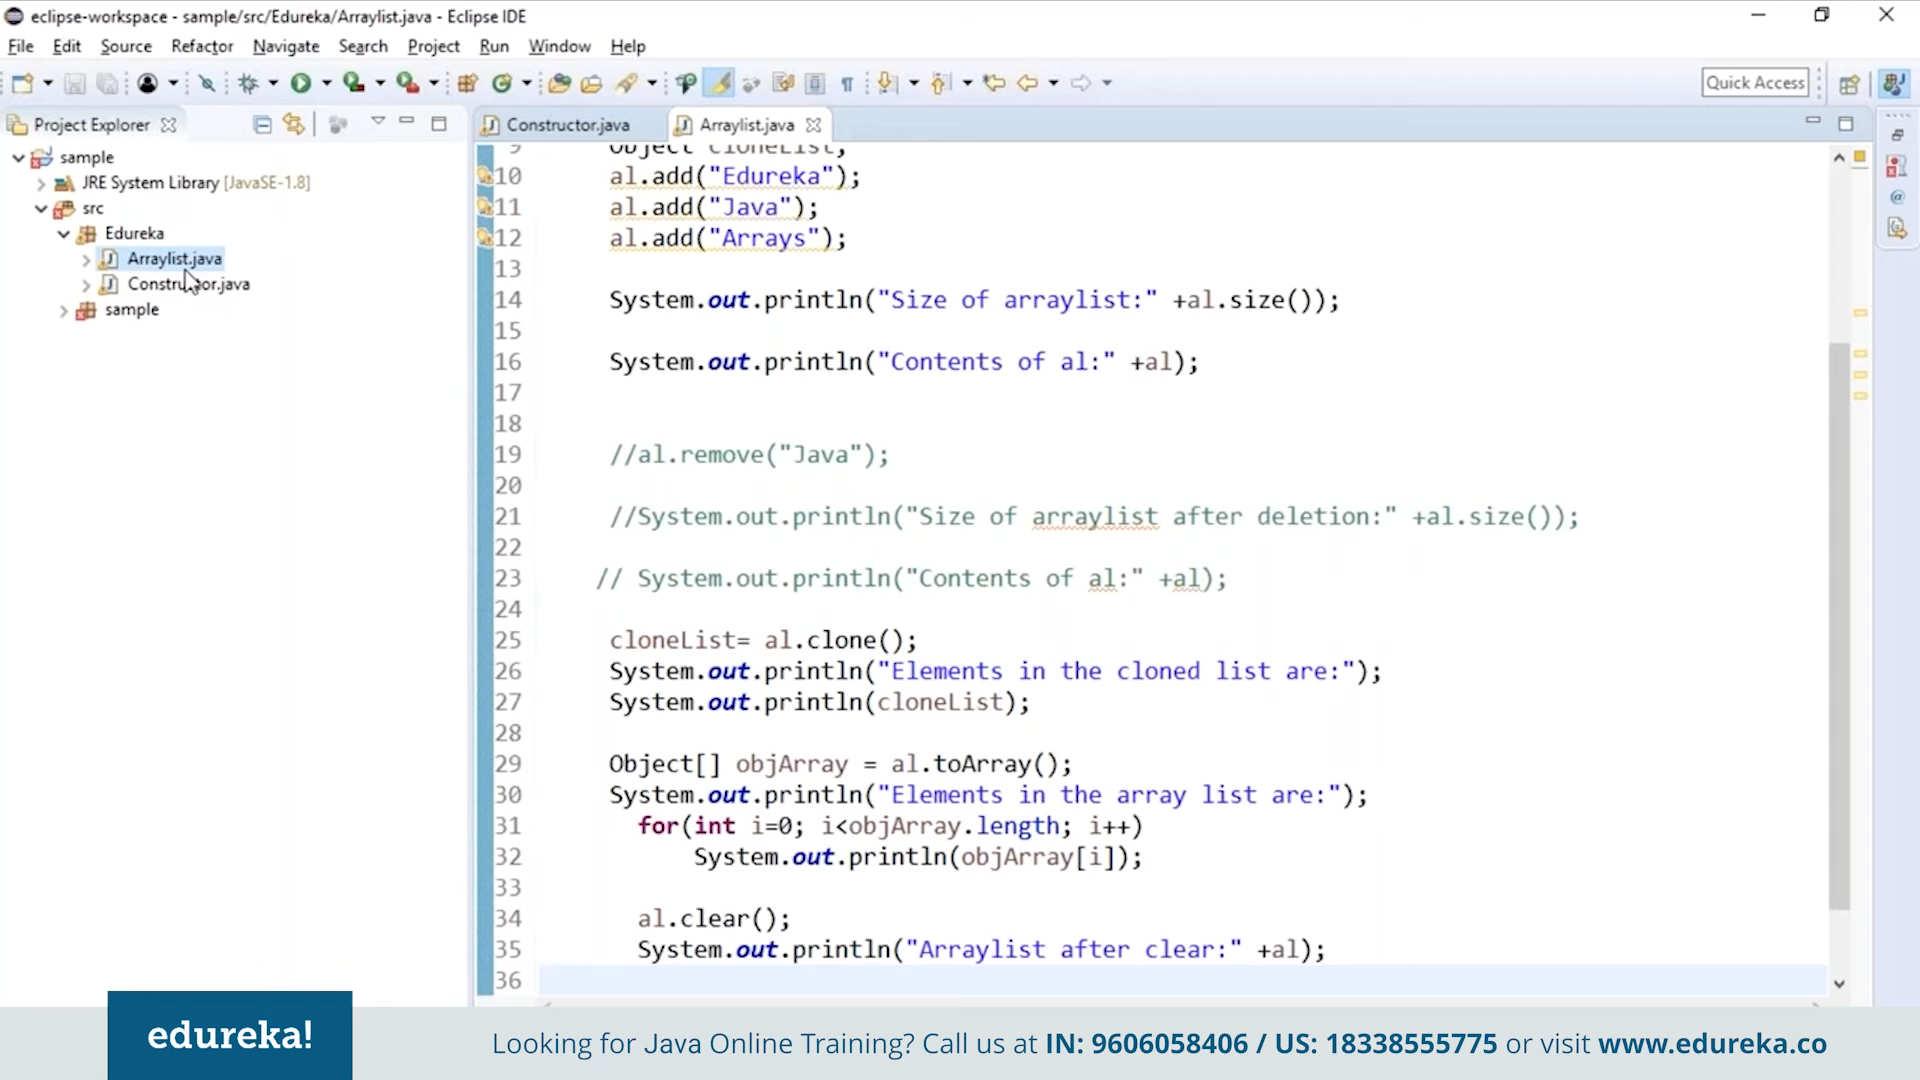 eclipse-workspace - sample/src/Edureka/Arraylist.java - Eclipse IDE
File Edit Source Refactor Navigate Search Project Run Window Help
Quick Access
Project Explorer
Constructor.java
Arraylist.java
sample
JRE System Library [JavaSE-1.8]
src
Edureka
Arraylist.java
Constructor.java
sample
9 Object cloneList;
10 al.add("Edureka");
11 al.add("Java");
12 al.add("Arrays");
13
14 System.out.println("Size of arraylist:" +al.size());
15
16 System.out.println("Contents of al:" +al);
17
18
19 //al.remove("Java");
20
21 //System.out.println("Size of arraylist after deletion:" +al.size());
22
23 // System.out.println("Contents of al:" +al);
24
25 cloneList= al.clone();
26 System.out.println("Elements in the cloned list are:");
27 System.out.println(cloneList);
28
29 Object[] objArray = al.toArray();
30 System.out.println("Elements in the array list are:");
31 for(int i=0; i<objArray.length; i++)
32 System.out.println(objArray[i]);
33
34 al.clear();
35 System.out.println("Arraylist after clear:" +al);
36
edureka!
Looking for Java Online Training? Call us at IN: 9606058406 / US: 18338555775 or visit www.edureka.co